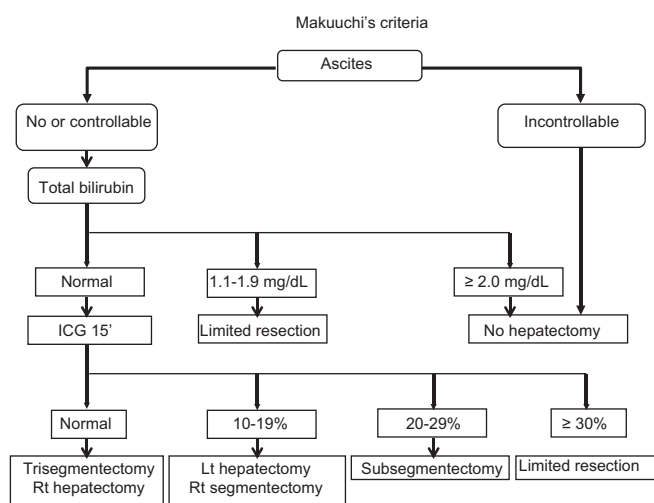 Makuuchi's criteria
Ascites
No or controllable
Incontrollable
Total bilirubin
Normal
1.1-1.9 mg/dL
≥ 2.0 mg/dL
ICG 15'
Limited resection
No hepatectomy
Normal
10-19%
20-29%
≥ 30%
Trisegmentectomy
Rt hepatectomy
Lt hepatectomy
Rt segmentectomy
Subsegmentectomy
Limited resection